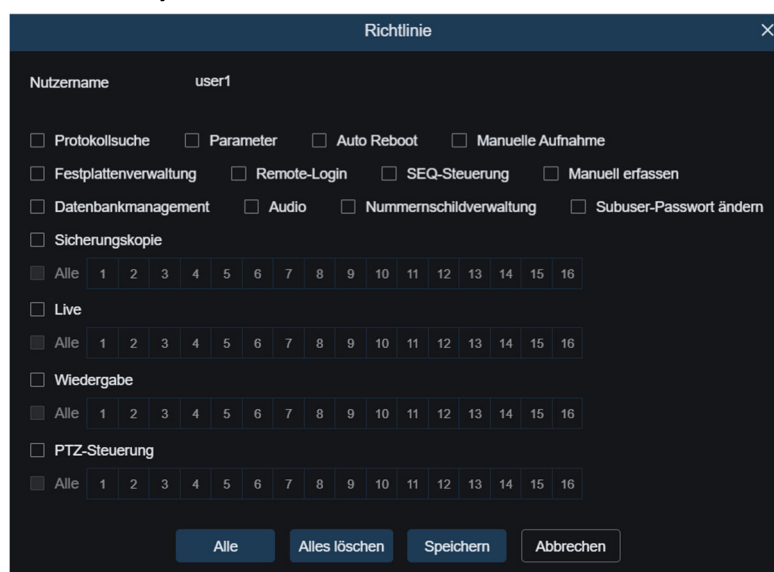 Richtlinie
Nutzername user1
Protokollsuche Parameter Auto Reboot Manuelle Aufnahme
Festplattenverwaltung Remote-Login SEQ-Steuerung Manuell erfassen
Datenbankmanagement Audio Nummernschildverwaltung Subuser-Passwort ändern
Sicherungskopie
Alle 1 2 3 4 5 6 7 8 9 10 11 12 13 14 15 16
Live
Alle 1 2 3 4 5 6 7 8 9 10 11 12 13 14 15 16
Wiedergabe
Alle 1 2 3 4 5 6 7 8 9 10 11 12 13 14 15 16
PTZ-Steuerung
Alle 1 2 3 4 5 6 7 8 9 10 11 12 13 14 15 16
Alle Alles löschen Speichern Abbrechen